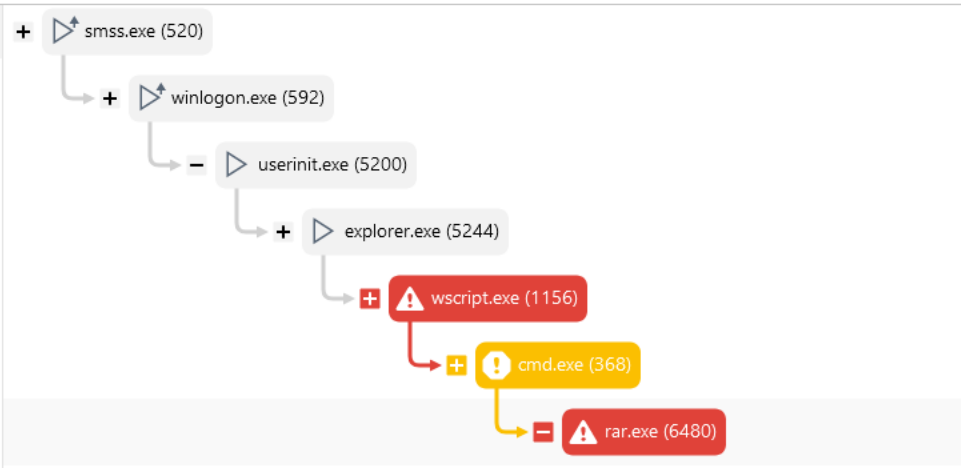 smss.exe (520)
winlogon.exe (592)
userinit.exe (5200)
explorer.exe (5244)
wscript.exe (1156)
cmd.exe (368)
rar.exe (6480)